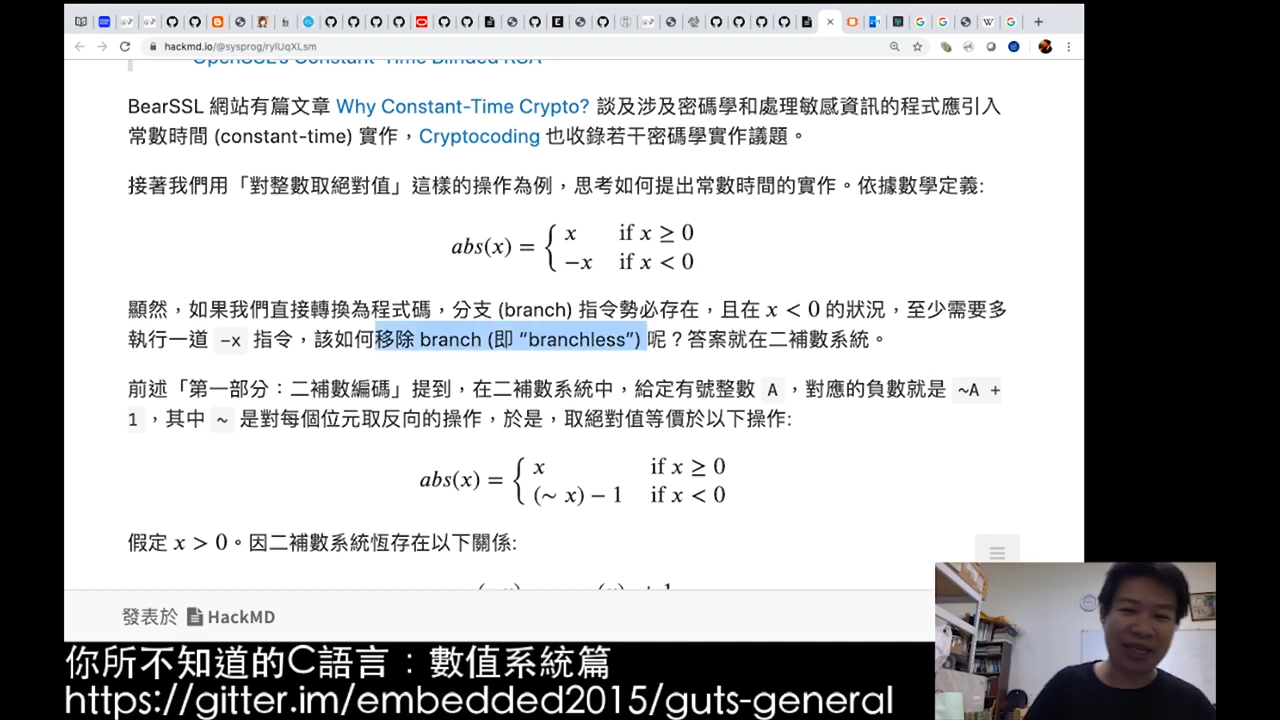 hackmd.io/@sysprog/rylUqXLsm
OpenSSL's Constant-Time Blinded RSA
BearSSL 網站有篇文章 Why Constant-Time Crypto? 談及涉及密碼學和處理敏感資訊的程式應引入
常數時間 (constant-time) 實作，Cryptocoding 也收錄若干密碼學實作議題。
接著我們用「對整數取絕對值」這樣的操作為例，思考如何提出常數時間的實作。依據數學定義:
abs(x) = { x if x ≥ 0
−x if x < 0
顯然，如果我們直接轉換為程式碼，分支 (branch) 指令勢必存在，且在 x < 0 的狀況，至少需要多
執行一道 -x 指令，該如何移除 branch (即 “branchless”) 呢？答案就在二補數系統。
前述「第一部分：二補數編碼」提到，在二補數系統中，給定有號整數 A ，對應的負數就是 ~A +
1 ，其中 ~ 是對每個位元取反向的操作，於是，取絕對值等價於以下操作:
abs(x) = { x if x ≥ 0
(∼ x) − 1 if x < 0
假定 x > 0。因二補數系統恆存在以下關係:
發表於 HackMD
你所不知道的C語言：數值系統篇
https://gitter.im/embedded2015/guts-general